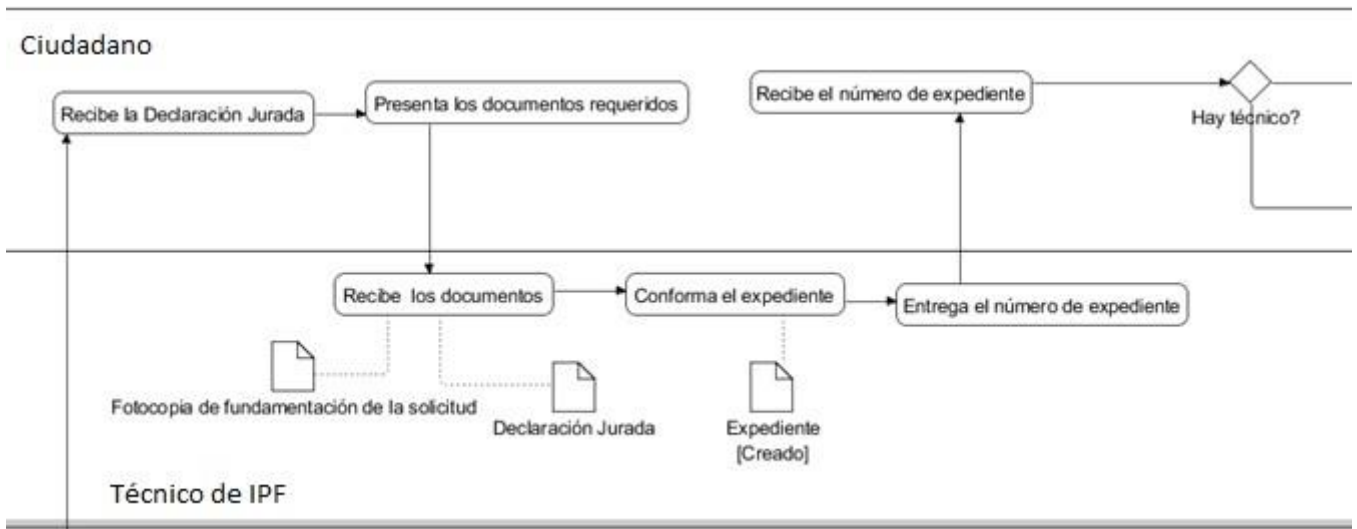 Ciudadano
Recibe la Declaración Jurada
Presenta los documentos requeridos
Recibe el número de expediente
Hay técnico?
Recibe los documentos
Conforma el expediente
Entrega el número de expediente
Fotocopia de fundamentación de la solicitud
Declaración Jurada
Expediente
[Creado]
Técnico de IPF